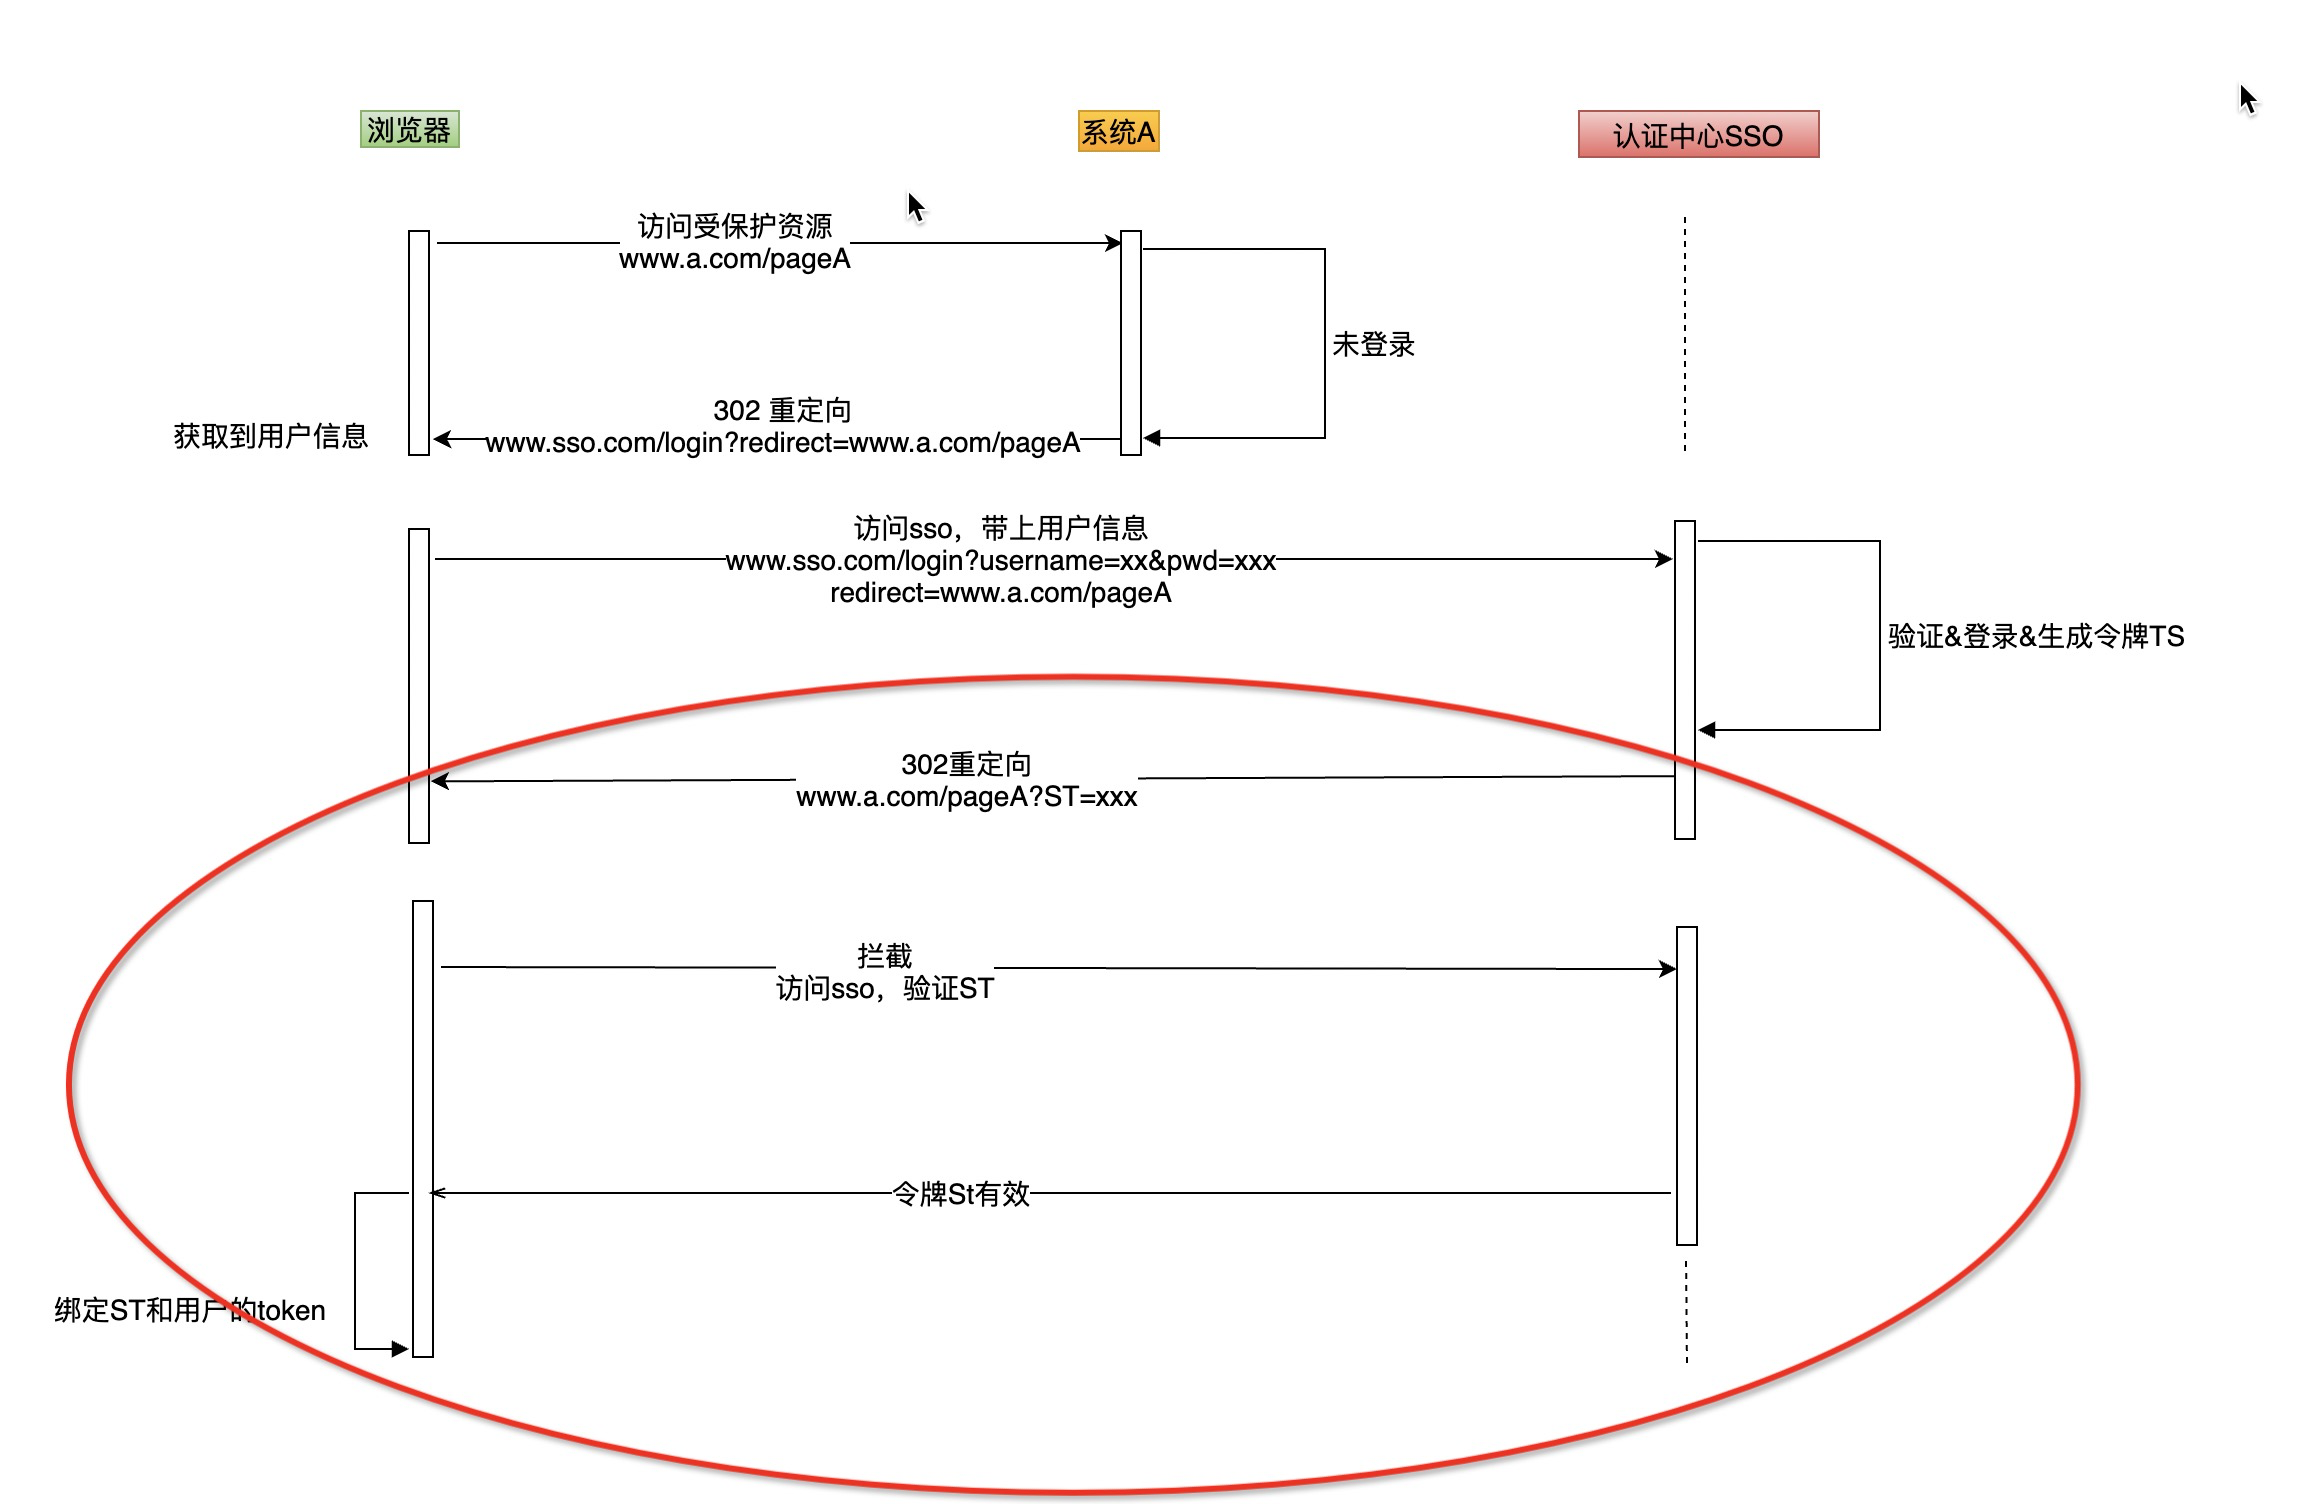 浏览器
系统A
认证中心SSO
访问受保护资源
www.a.com/pageA
未登录
302 重定向
www.sso.com/login?redirect=www.a.com/pageA
获取到用户信息
访问sso，带上用户信息
www.sso.com/login?username=xx&pwd=xxx
redirect=www.a.com/pageA
验证&登录&生成令牌TS
302重定向
www.a.com/pageA?ST=xxx
拦截
访问sso，验证ST
令牌St有效
绑定ST和用户的token